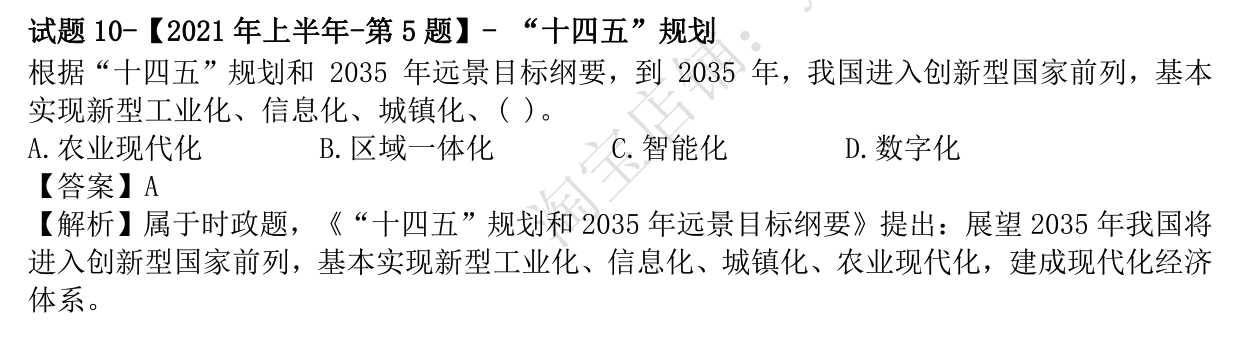 试题 10-【2021 年上半年-第 5 题】- “十四五”规划
根据“十四五”规划和 2035 年远景目标纲要，到 2035 年，我国进入创新型国家前列，基本
实现新型工业化、信息化、城镇化、( )。
A.农业现代化 B.区域一体化 C.智能化 D.数字化
【答案】A
【解析】属于时政题，《“十四五”规划和 2035 年远景目标纲要》提出：展望 2035 年我国将
进入创新型国家前列，基本实现新型工业化、信息化、城镇化、农业现代化，建成现代化经济
体系。
淘宝店铺：